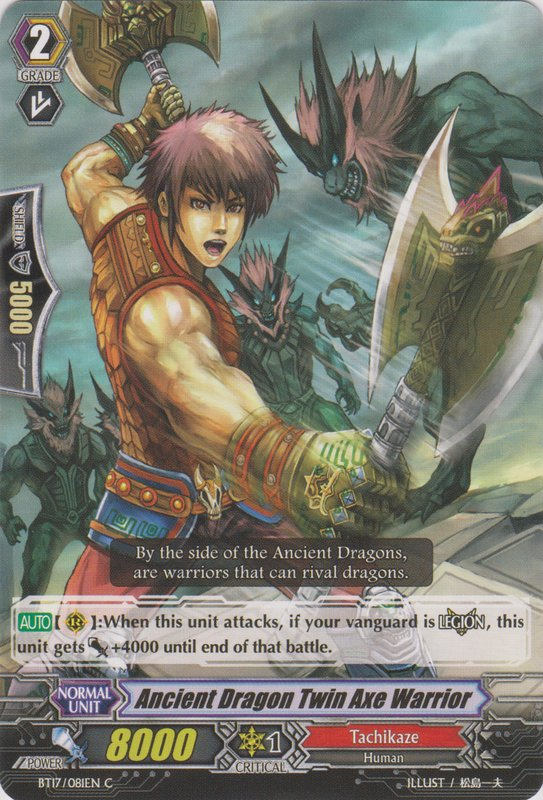 2
GRADE
SHIELD
5000
By the side of the Ancient Dragons,
are warriors that can rival dragons.
AUTO【 R 】:When this unit attacks, if your vanguard is LEGION, this
unit gets +4000 until end of that battle.
NORMAL
UNIT
Ancient Dragon Twin Axe Warrior
POWER
8000
1
CRITICAL
Tachikaze
Human
BT17/081EN C
ILLUST / 松島一夫